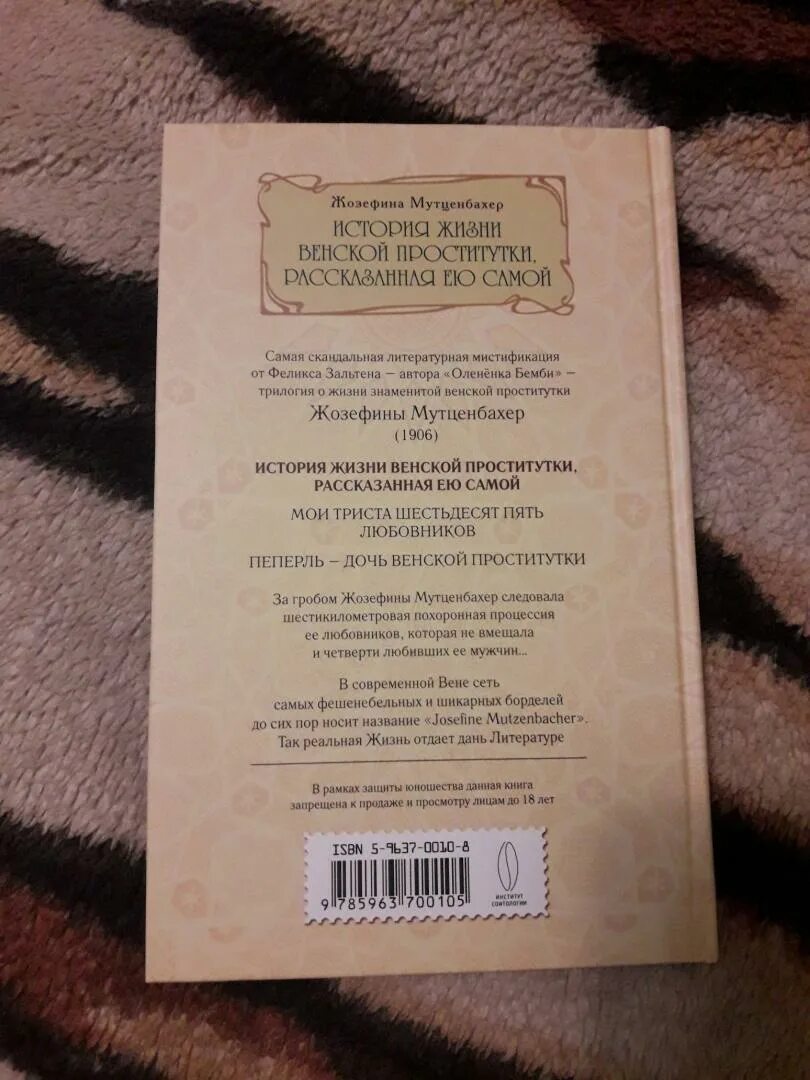 Жозефина Мутценбахер
ИСТОРИЯ ЖИЗНИ
ВЕНСКОЙ ПРОСТИТУТКИ,
РАССКАЗАННАЯ ЕЮ САМОЙ
Самая скандальная литературная мистификация
от Феликса Зальтена – автора «Оленёнка Бемби» –
трилогия о жизни знаменитой венской проститутки
Жозефины Мутценбахер
(1906)
ИСТОРИЯ ЖИЗНИ ВЕНСКОЙ ПРОСТИТУТКИ,
РАССКАЗАННАЯ ЕЮ САМОЙ
МОИ ТРИСТА ШЕСТЬДЕСЯТ ПЯТЬ
ЛЮБОВНИКОВ
ПЕПЕРЛЬ – ДОЧЬ ВЕНСКОЙ ПРОСТИТУТКИ
За гробом Жозефины Мутценбахер следовала
шестикилометровая похоронная процессия
ее любовников, которая не вмещала
и четверти любивших ее мужчин...
В современной Вене сеть
самых фешенебельных и шикарных борделей
до сих пор носит название «Josefine Mutzenbacher».
Так реальная Жизнь отдает дань Литературе
В рамках защиты юношества данная книга
запрещена к продаже и просмотру лицам до 18 лет
ISBN 5-9637-0010-8
9 785963 700105
ИНСТИТУТ
СОИТОЛОГИИ